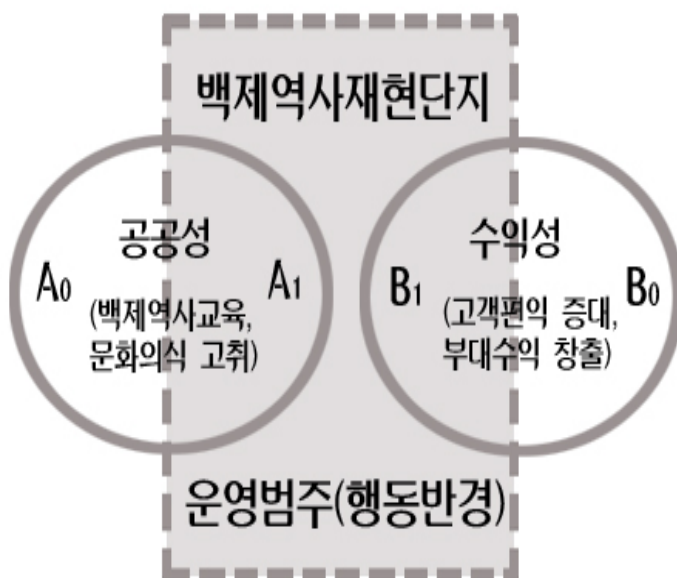 백제역사재현단지
공공성
A0
A1
(백제역사교육,
문화의식 고취)
수익성
B1
B0
(고객편익 증대,
부대수익 창출)
운영범주(행동반경)